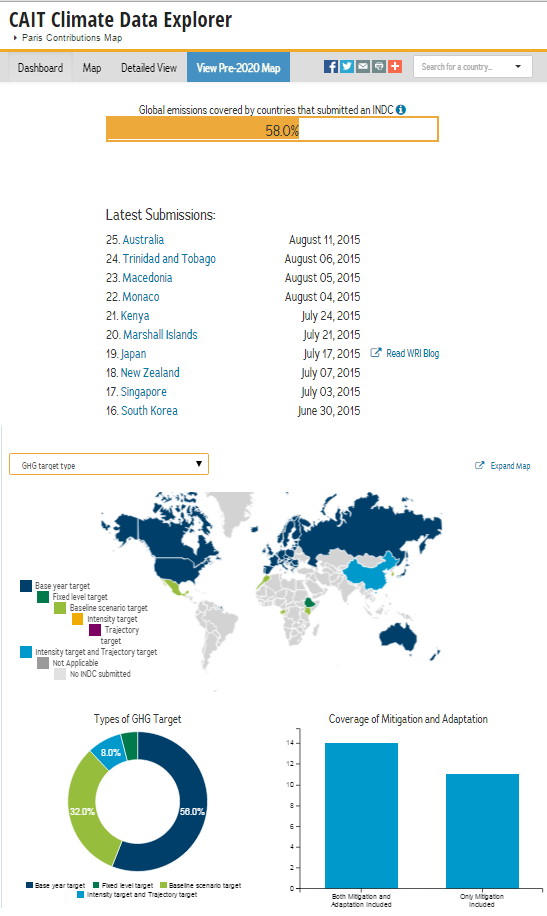 CAIT Climate Data Explorer
Paris Contributions Map
Dashboard Map Detailed View View Pre-2020 Map Search for a country...
Global emissions covered by countries that submitted an INDC
58.0%
Latest Submissions:
25. Australia August 11, 2015
24. Trinidad and Tobago August 06, 2015
23. Macedonia August 05, 2015
22. Monaco August 04, 2015
21. Kenya July 24, 2015
20. Marshall Islands July 21, 2015
19. Japan July 17, 2015 Read WRI Blog
18. New Zealand July 07, 2015
17. Singapore July 03, 2015
16. South Korea June 30, 2015
GHG target type Expand Map
Base year target
Fixed level target
Baseline scenario target
Intensity target
Trajectory
target
Intensity target and Trajectory target
Not Applicable
No INDC submitted
Types of GHG Target
8.0%
32.0%
56.0%
Base year target Fixed level target Baseline scenario target
Intensity target and Trajectory target
Coverage of Mitigation and Adaptation
14
12
10
8
6
4
2
0
Both Mitigation and
Adaptation Included
Only Mitigation
Included